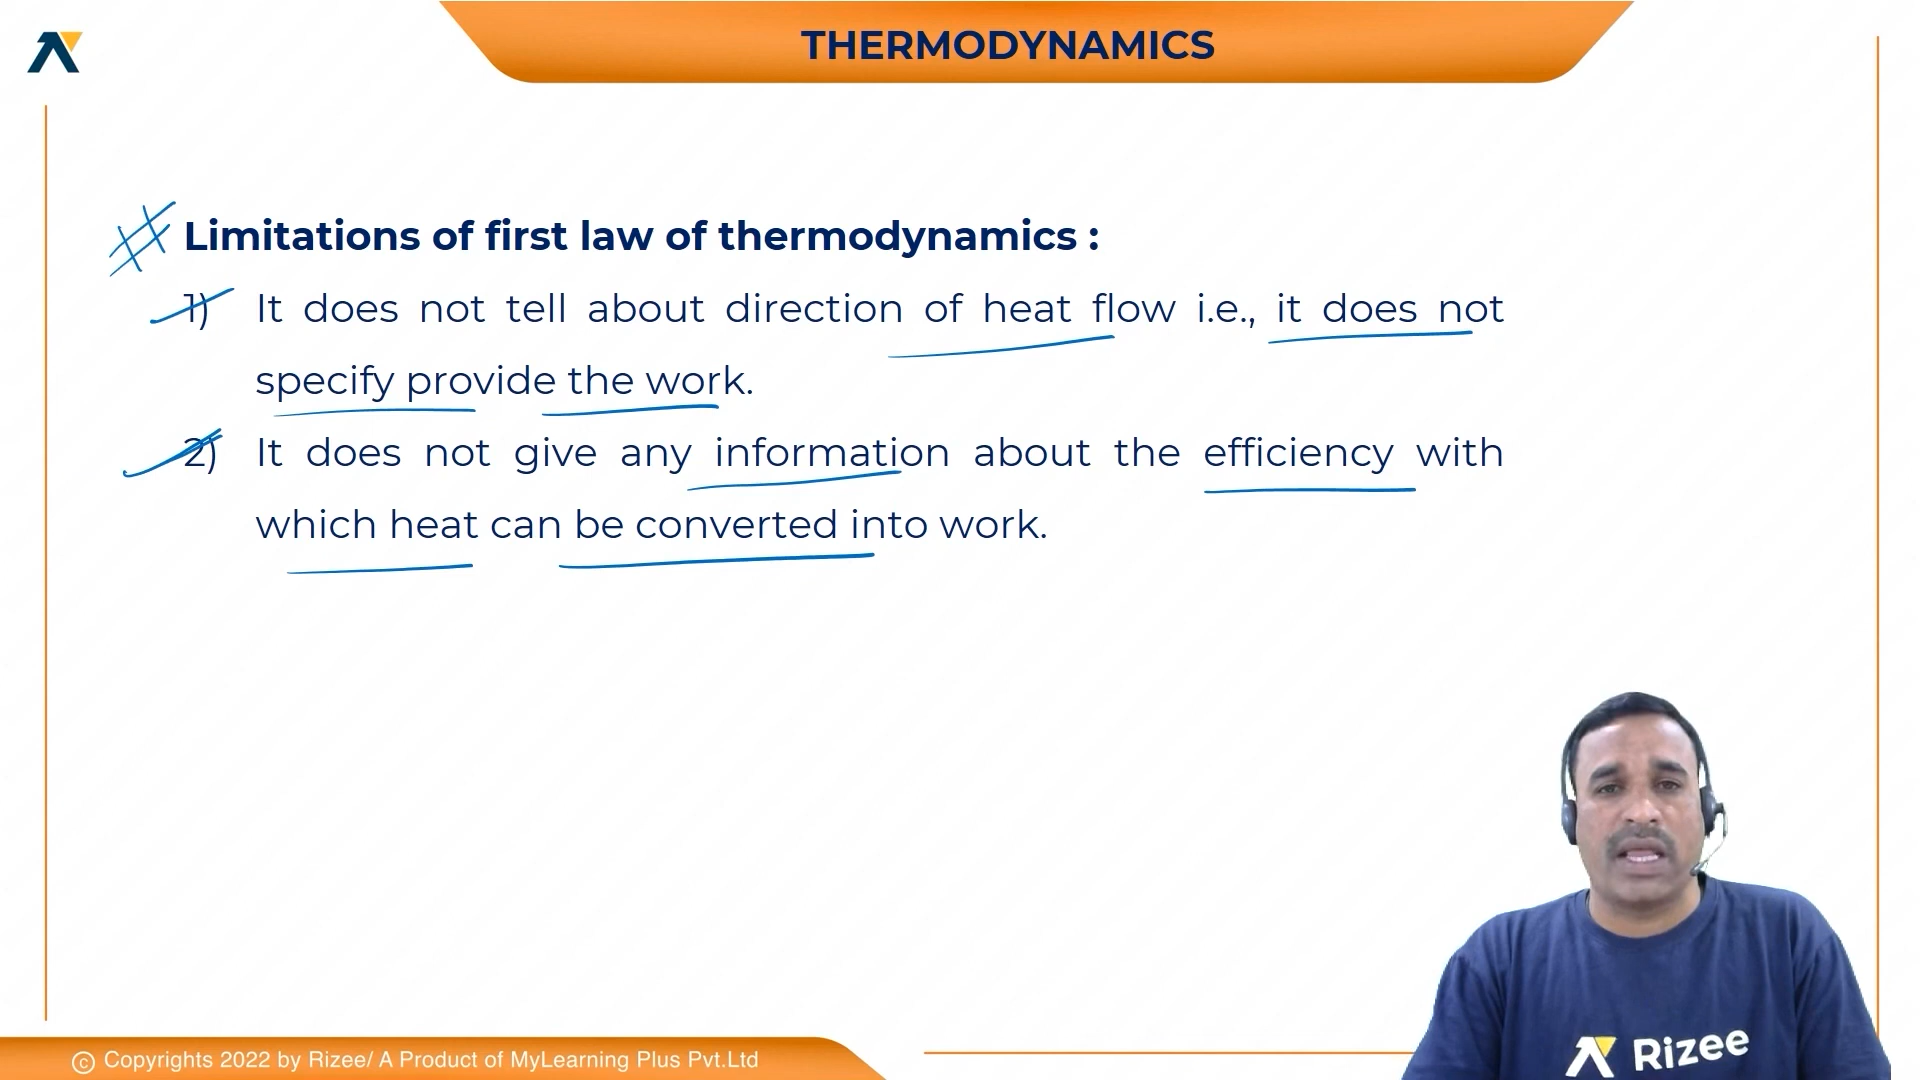 THERMODYNAMICS
Limitations of first law of thermodynamics :
1) It does not tell about direction of heat flow i.e., it does not
specify provide the work.
2) It does not give any information about the efficiency with
which heat can be converted into work.
Rizee
© Copyrights 2022 by Rizee/ A Product of MyLearning Plus Pvt.Ltd